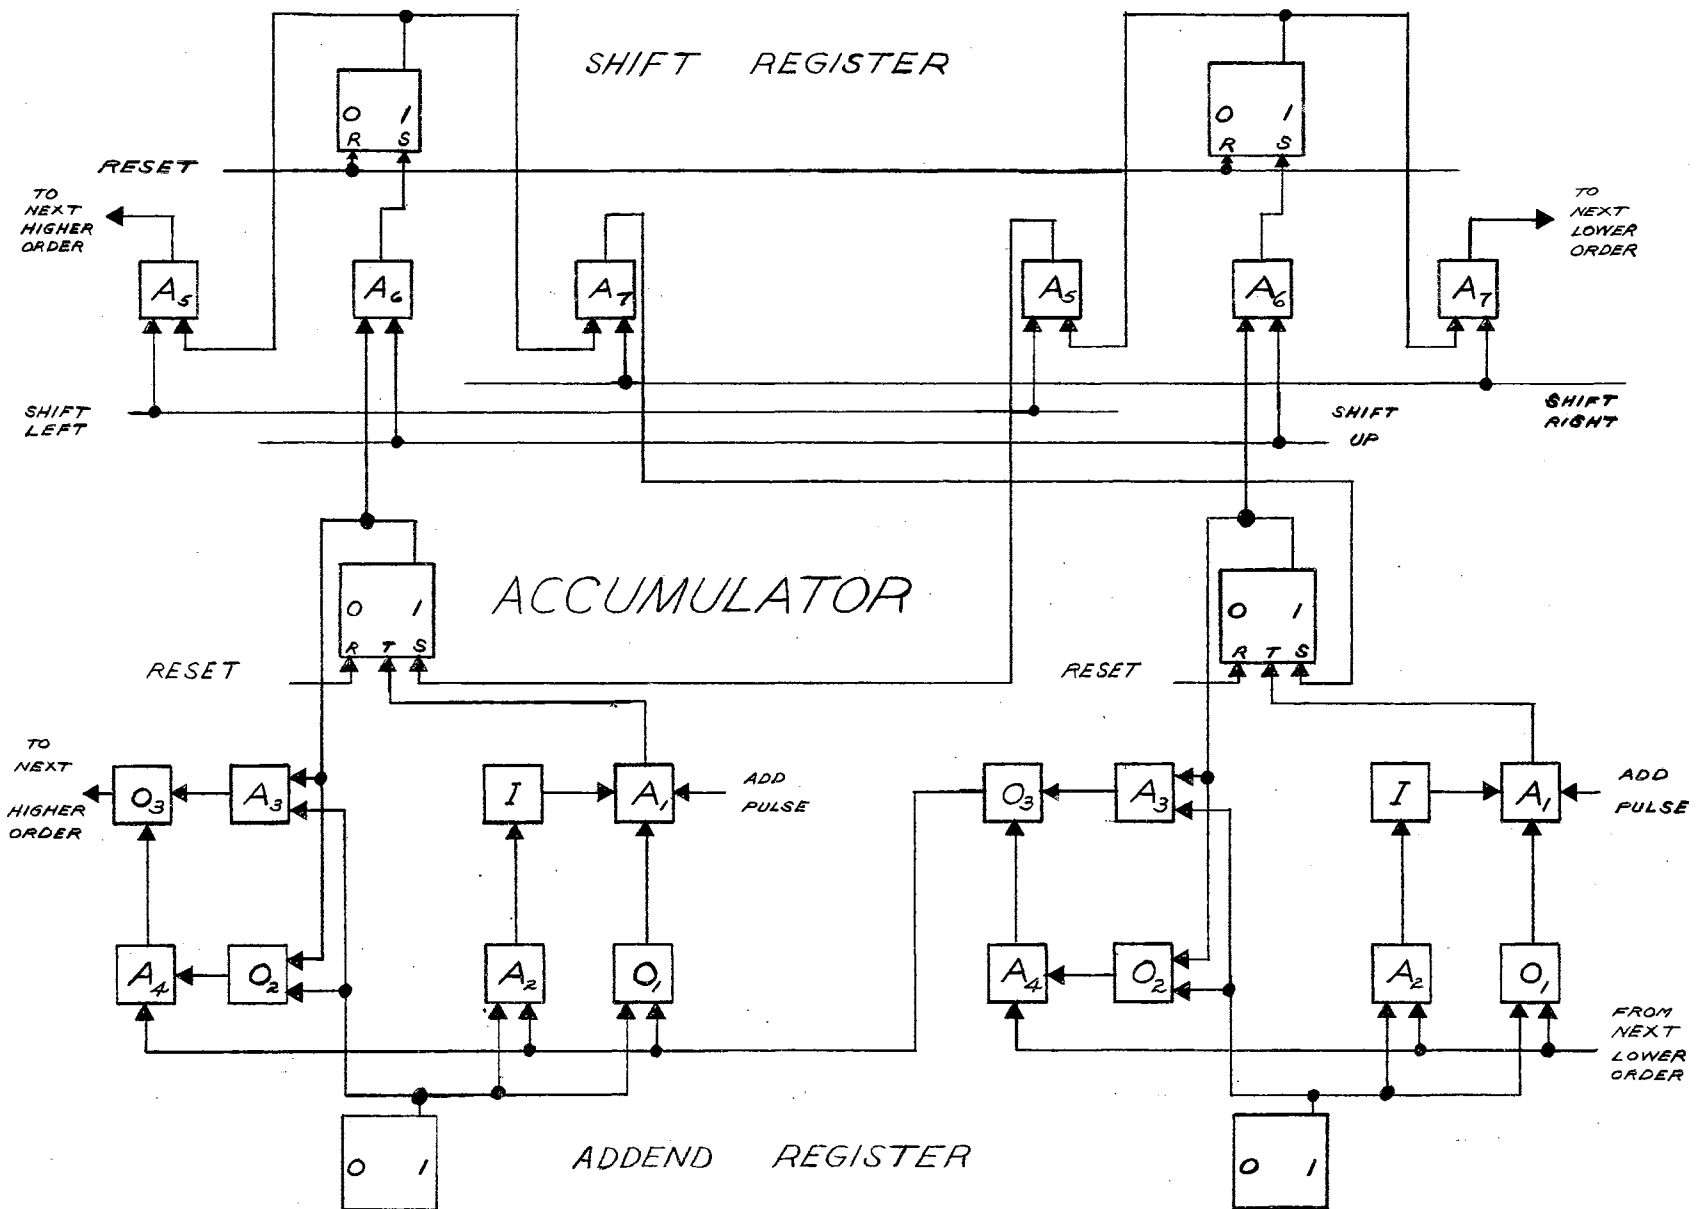 SHIFT REGISTER
0 1
R S
0 1
R S
RESET
TO
NEXT
HIGHER
ORDER
TO
NEXT
LOWER
ORDER
A5
A6
A7
A5
A6
A7
SHIFT
LEFT
SHIFT
UP
SHIFT
RIGHT
ACCUMULATOR
0 1
R T S
0 1
R T S
RESET
RESET
TO
NEXT
HIGHER
ORDER
O3
A3
I
A1
ADD
PULSE
O3
A3
I
A1
ADD
PULSE
A4
O2
A2
O1
A4
O2
A2
O1
FROM
NEXT
LOWER
ORDER
0 1
ADDEND REGISTER
0 1